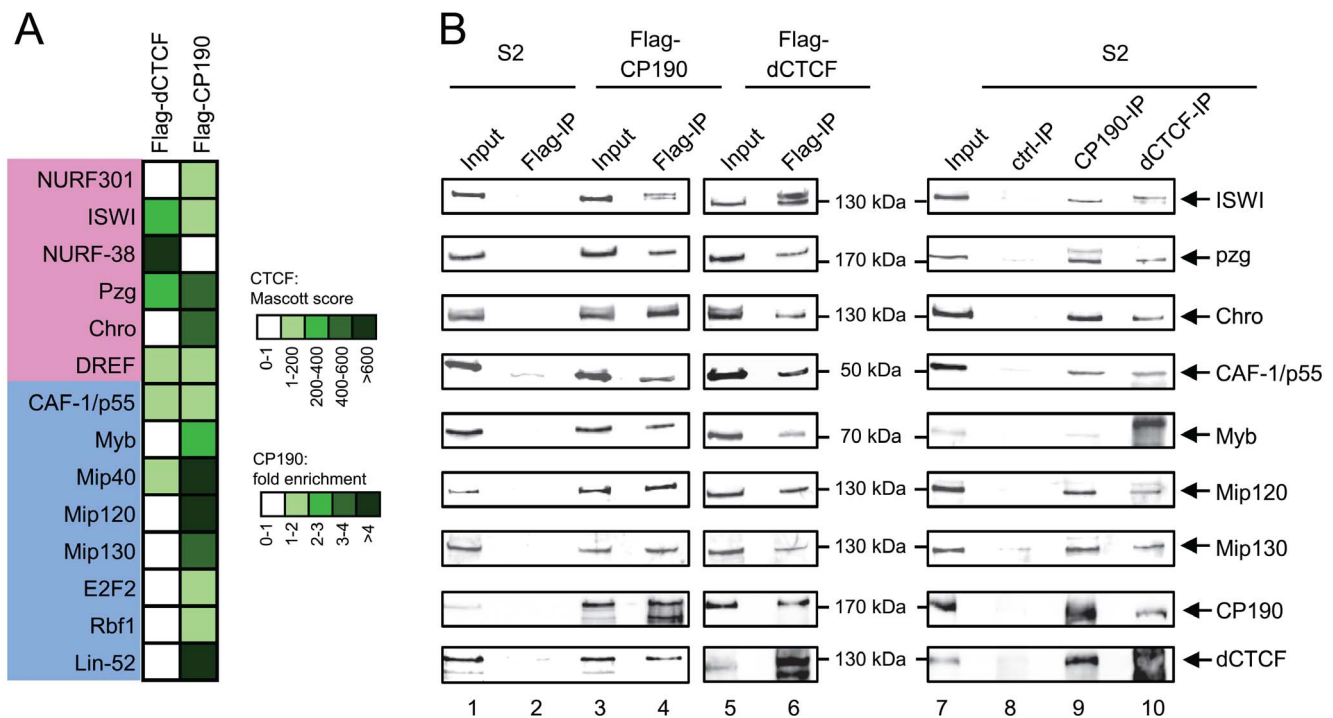 A
Flag-dCTCF
Flag-CP190
NURF301
ISWI
NURF-38
Pzg
Chro
DREF
CAF-1/p55
Myb
Mip40
Mip120
Mip130
E2F2
Rbf1
Lin-52
CTCF:
Mascott score
0-1
1-200
200-400
400-600
>600
CP190:
fold enrichment
0-1
1-2
2-3
3-4
>4
B
S2
Flag-
CP190
Flag-
dCTCF
S2
Input
Flag-IP
Input
Flag-IP
Input
Flag-IP
Input
ctrl-IP
CP190-IP
dCTCF-IP
130 kDa
ISWI
170 kDa
pzg
130 kDa
Chro
50 kDa
CAF-1/p55
70 kDa
Myb
130 kDa
Mip120
130 kDa
Mip130
170 kDa
CP190
130 kDa
dCTCF
1 2 3 4 5 6 7 8 9 10